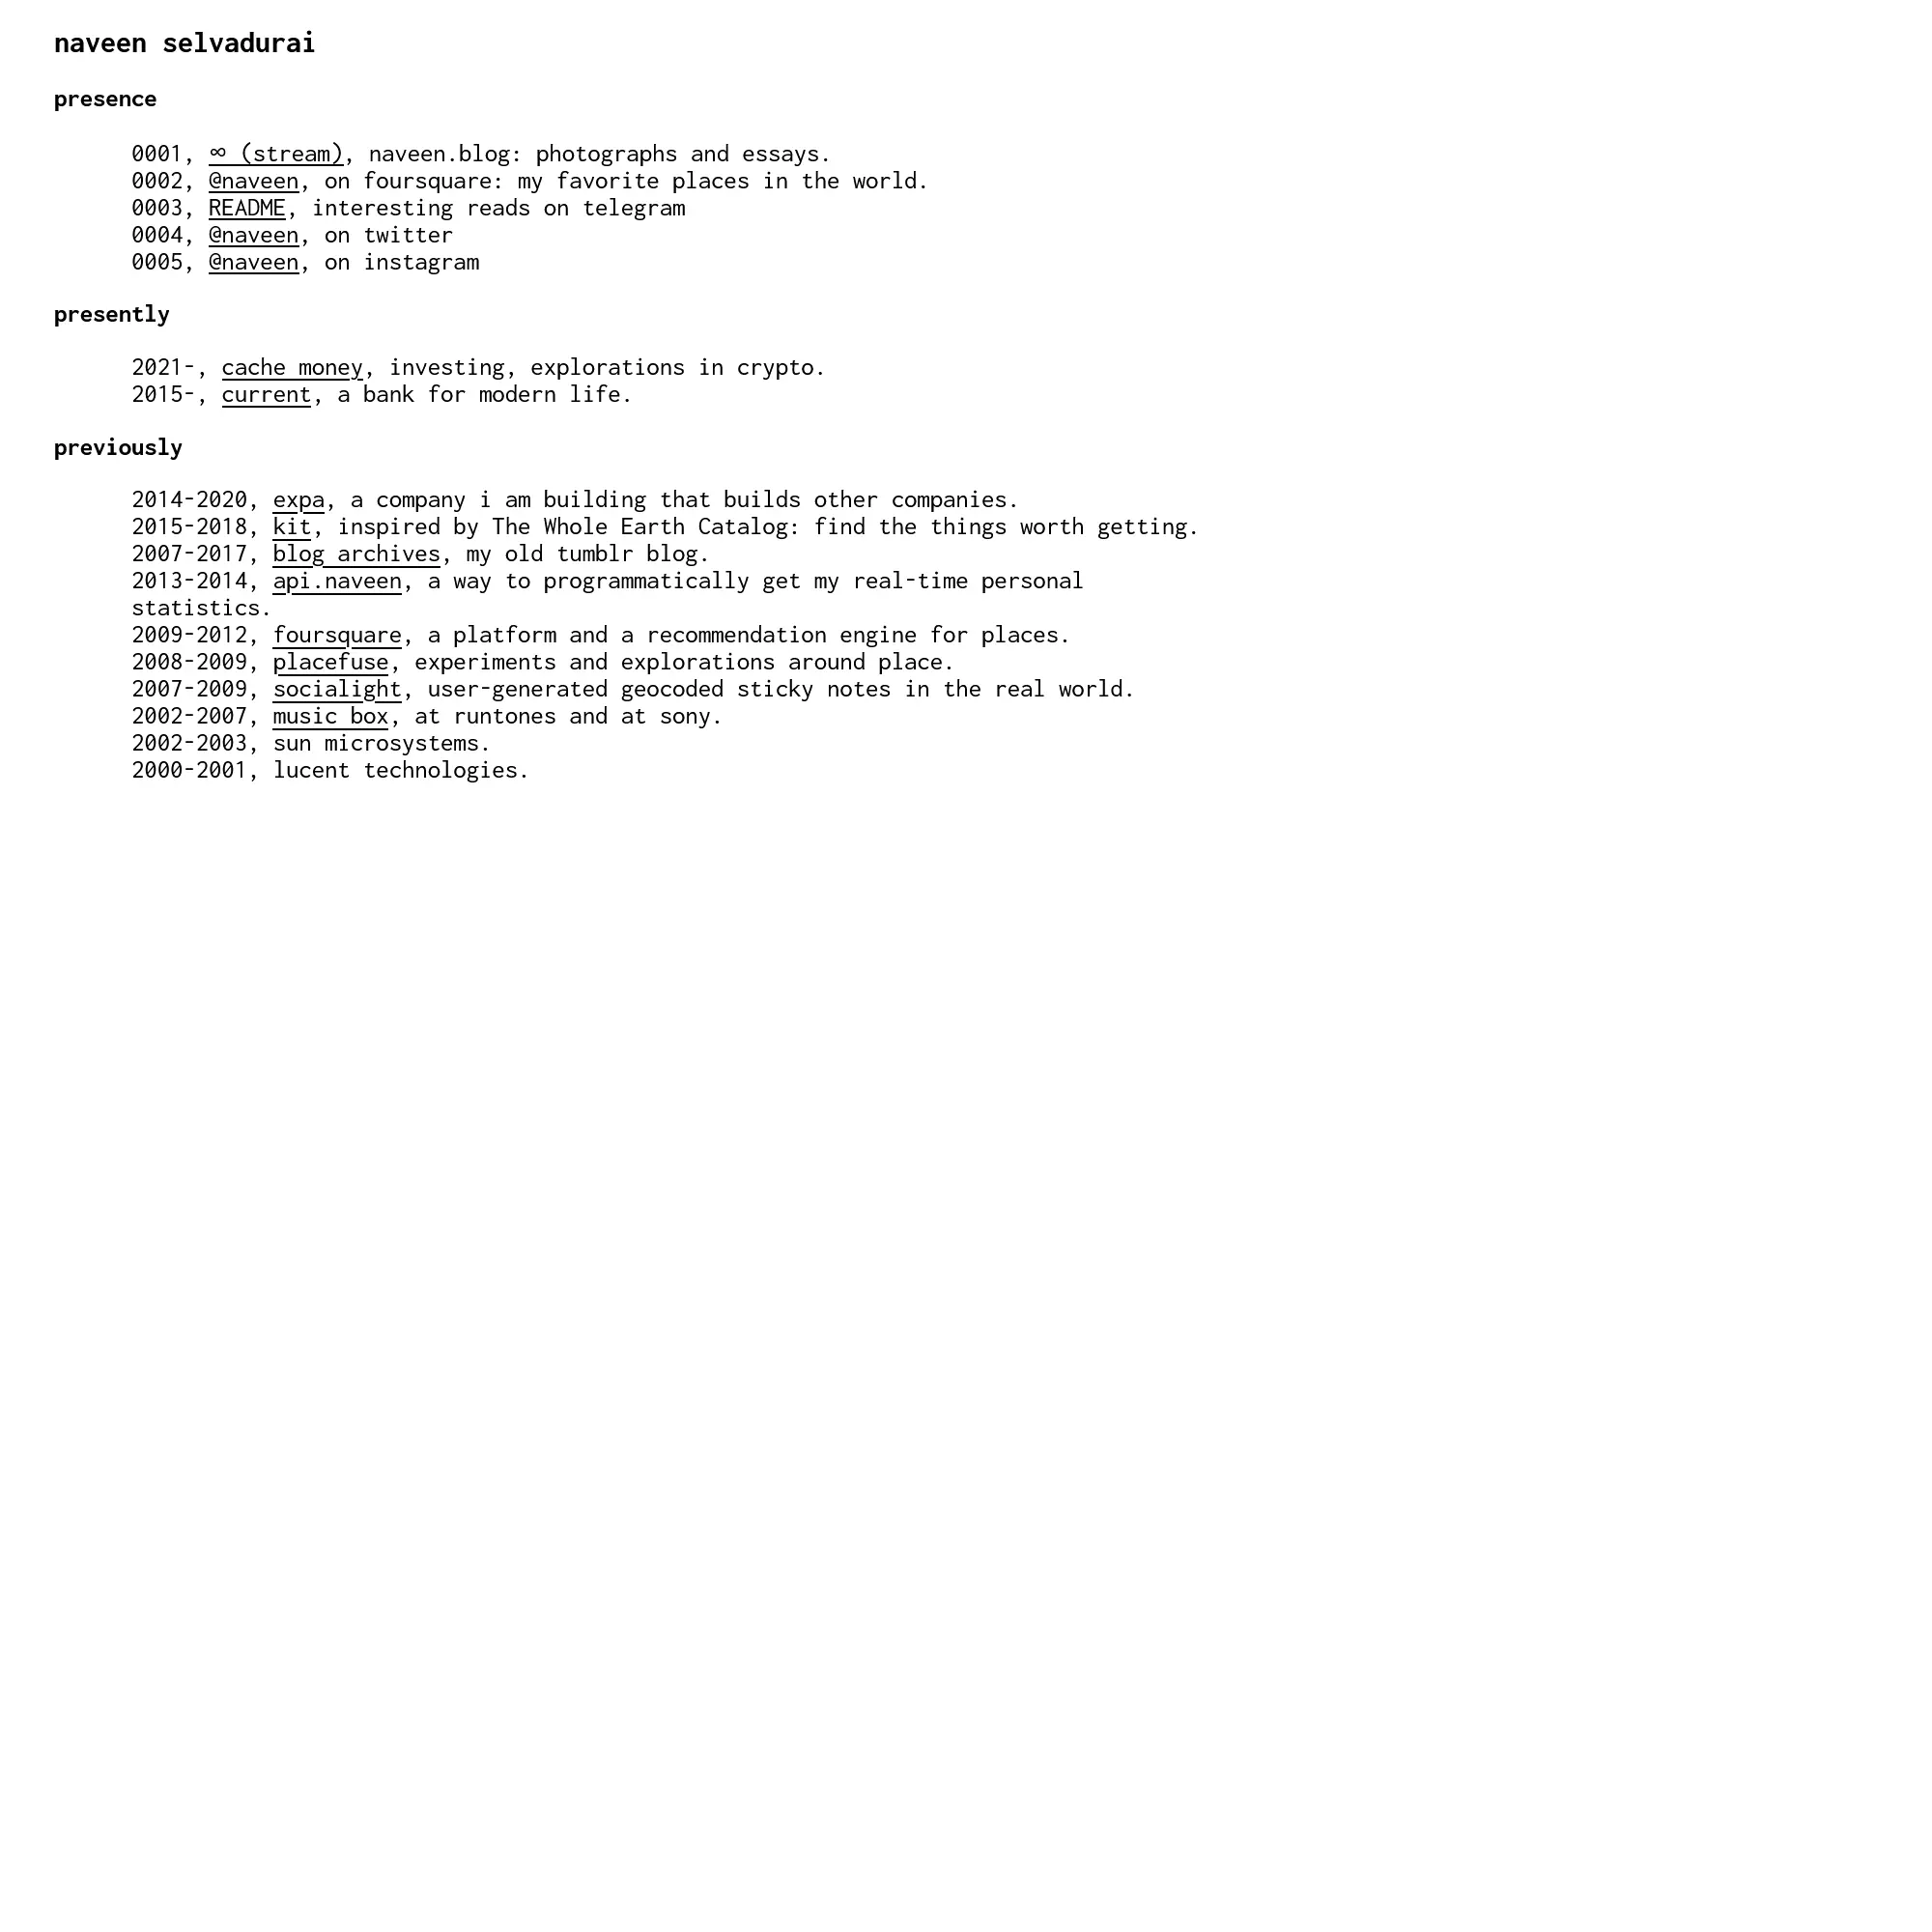 naveen selvadurai
presence
0001, ∞ (stream), naveen.blog: photographs and essays.
0002, @naveen, on foursquare: my favorite places in the world.
0003, README, interesting reads on telegram
0004, @naveen, on twitter
0005, @naveen, on instagram
presently
2021-, cache money, investing, explorations in crypto.
2015-, current, a bank for modern life.
previously
2014-2020, expa, a company i am building that builds other companies.
2015-2018, kit, inspired by The Whole Earth Catalog: find the things worth getting.
2007-2017, blog archives, my old tumblr blog.
2013-2014, api.naveen, a way to programmatically get my real-time personal
statistics.
2009-2012, foursquare, a platform and a recommendation engine for places.
2008-2009, placefuse, experiments and explorations around place.
2007-2009, socialight, user-generated geocoded sticky notes in the real world.
2002-2007, music box, at runtones and at sony.
2002-2003, sun microsystems.
2000-2001, lucent technologies.